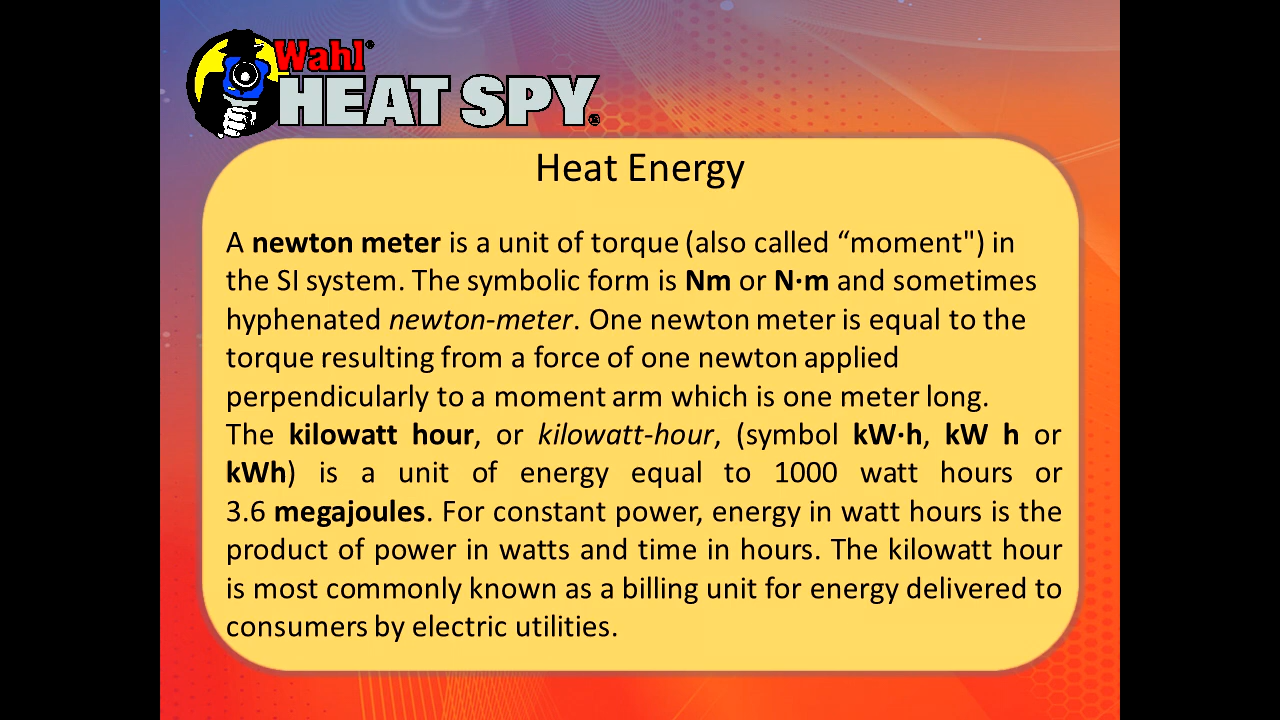 Wahl®
HEAT SPY®
Heat Energy
A newton meter is a unit of torque (also called “moment") in
the SI system. The symbolic form is Nm or N·m and sometimes
hyphenated newton-meter. One newton meter is equal to the
torque resulting from a force of one newton applied
perpendicularly to a moment arm which is one meter long.
The kilowatt hour, or kilowatt-hour, (symbol kW·h, kW h or
kWh) is a unit of energy equal to 1000 watt hours or
3.6 megajoules. For constant power, energy in watt hours is the
product of power in watts and time in hours. The kilowatt hour
is most commonly known as a billing unit for energy delivered to
consumers by electric utilities.